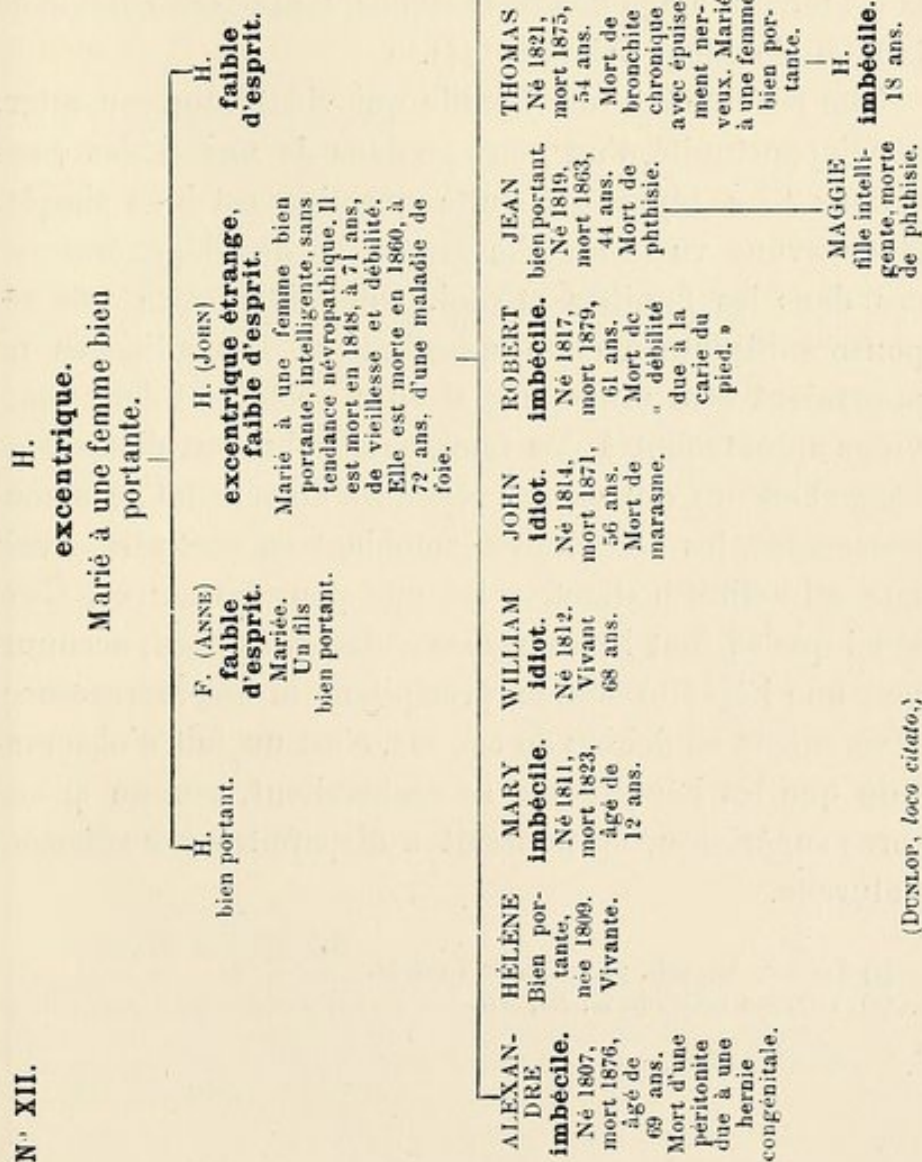 N° XII.
H.
excentrique.
Marié à une femme bien
portante.
H.
bien portant.
F. (ANNE)
faible
d'esprit.
Mariée.
Un fils
bien portant.
H. (JOHN)
excentrique étrange,
faible d'esprit.
Marié à une femme bien
portante, intelligente, sans
tendance névropathique. Il
est mort en 1848, à 71 ans,
de vieillesse et débilité.
Elle est morte en 1860, à
72 ans, d'une maladie de
foie.
H.
faible
d'esprit.
ALEXAN-
DRE
imbécile.
Né 1807,
mort 1876,
âgé de
69 ans.
Mort d'une
péritonite
due à une
hernie
congénitale.
HÉLÈNE
Bien por-
tante,
née 1809.
Vivante.
MARY
imbécile.
Né 1811,
mort 1823,
âgé de
12 ans.
WILLIAM
idiot.
Né 1812.
Vivant
68 ans.
JOHN
idiot.
Né 1814,
mort 1871,
56 ans.
Mort de
marasme.
ROBERT
imbécile.
Né 1817,
mort 1879,
61 ans.
Mort de
« débilité
due à la
carie du
pied. »
JEAN
bien portant.
Né 1819,
mort 1863,
44 ans.
Mort de
phtisie.
MAGGIE
fille intelli-
gente, morte
de phthisie.
THOMAS
Né 1821,
mort 1875,
54 ans.
Mort de
bronchite
chronique
avec épuise
ment ner-
veux. Marié
à une femme
bien por-
tante.
H.
imbécile.
18 ans.
(DUNLOP, loco citato.)